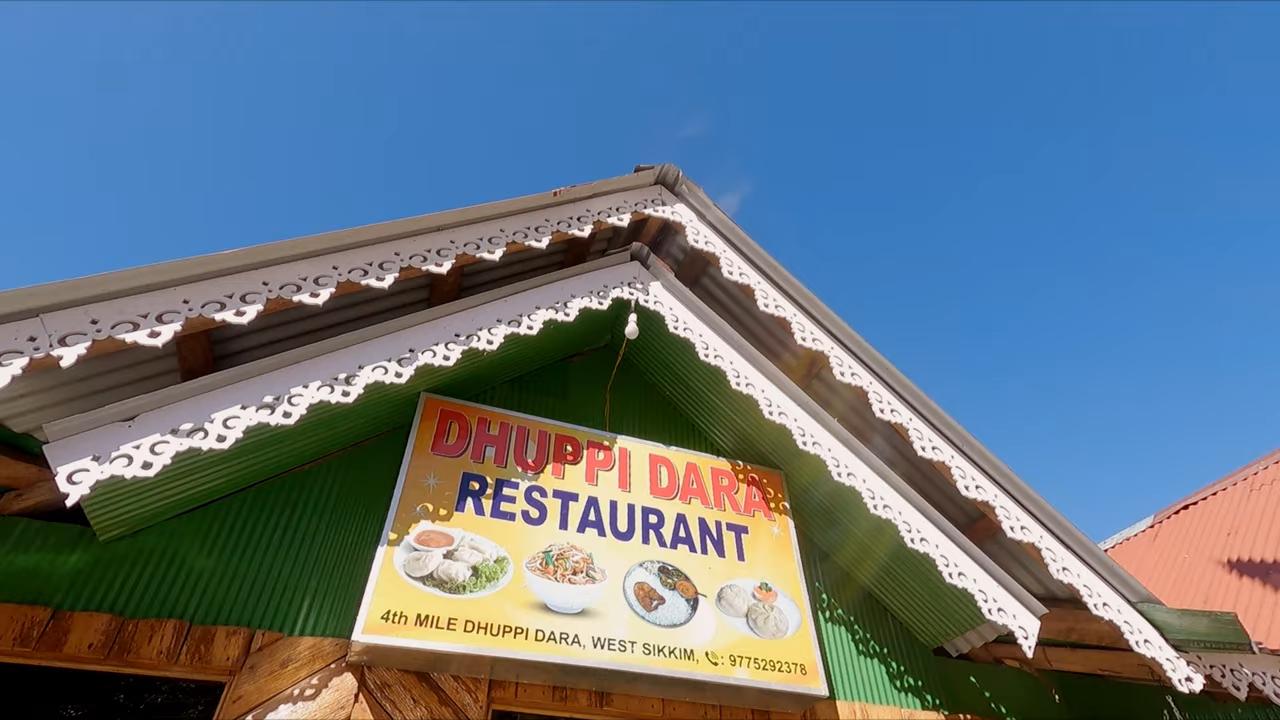 DHUPPI DARA
RESTAURANT
4th MILE DHUPPI DARA, WEST SIKKIM, : 9775292378